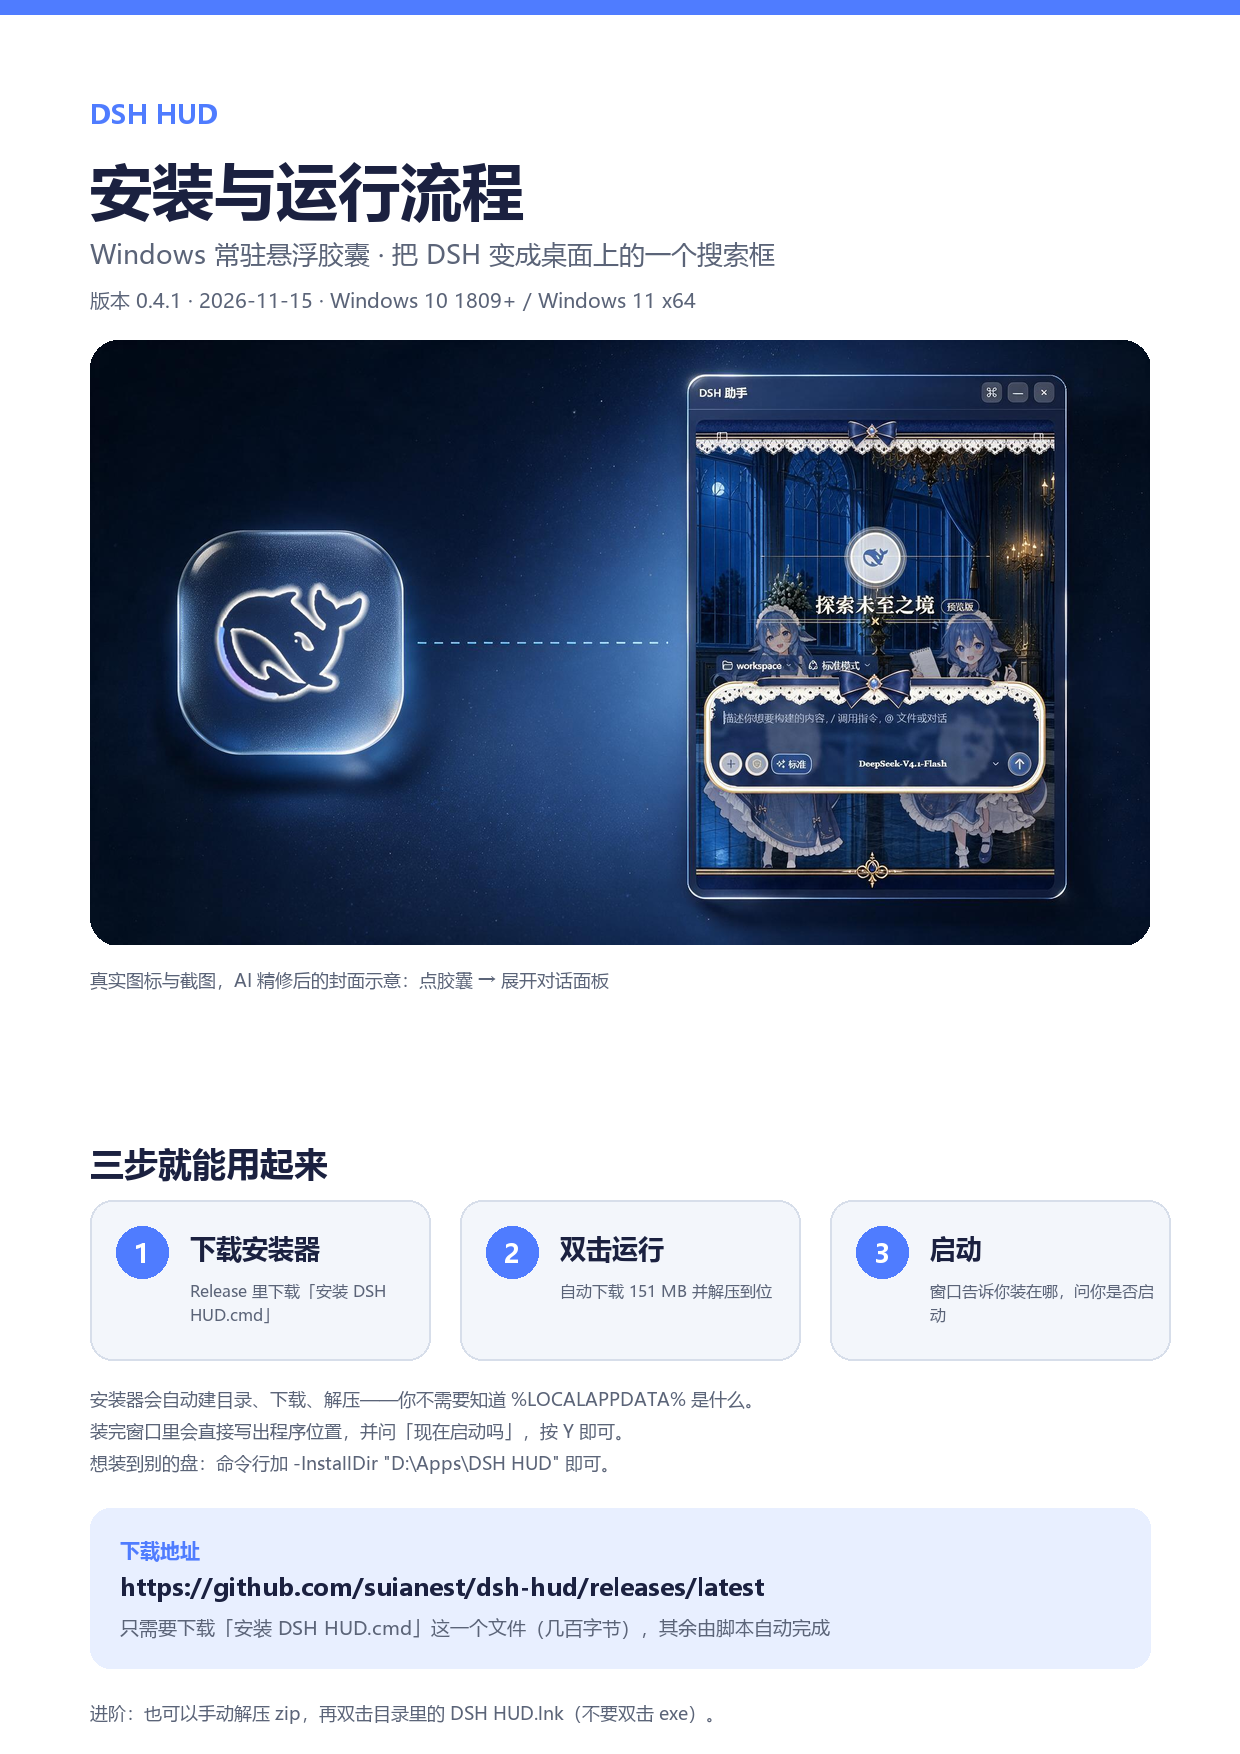 DSH HUD
安装与运行流程
Windows 常驻悬浮胶囊 · 把 DSH 变成桌面上的一个搜索框
版本 0.4.1 · 2026-11-15 · Windows 10 1809+ / Windows 11 x64
DSH 助手
探索未至之境 预览版
workspace 标准模式
描述你想要构建的内容, / 调用指令, @ 文件或对话
标准 DeepSeek-V4.1-Flash
真实图标与截图，AI 精修后的封面示意：点胶囊 → 展开对话面板
三步就能用起来
1 下载安装器
Release 里下载「安装 DSH
HUD.cmd」
2 双击运行
自动下载 151 MB 并解压到位
3 启动
窗口告诉你装在哪，问你是否启
动
安装器会自动建目录、下载、解压——你不需要知道 %LOCALAPPDATA% 是什么。
装完窗口里会直接写出程序位置，并问「现在启动吗」，按 Y 即可。
想装到别的盘：命令行加 -InstallDir "D:\Apps\DSH HUD" 即可。
下载地址
https://github.com/suianest/dsh-hud/releases/latest
只需要下载「安装 DSH HUD.cmd」这一个文件（几百字节），其余由脚本自动完成
进阶：也可以手动解压 zip，再双击目录里的 DSH HUD.lnk（不要双击 exe）。